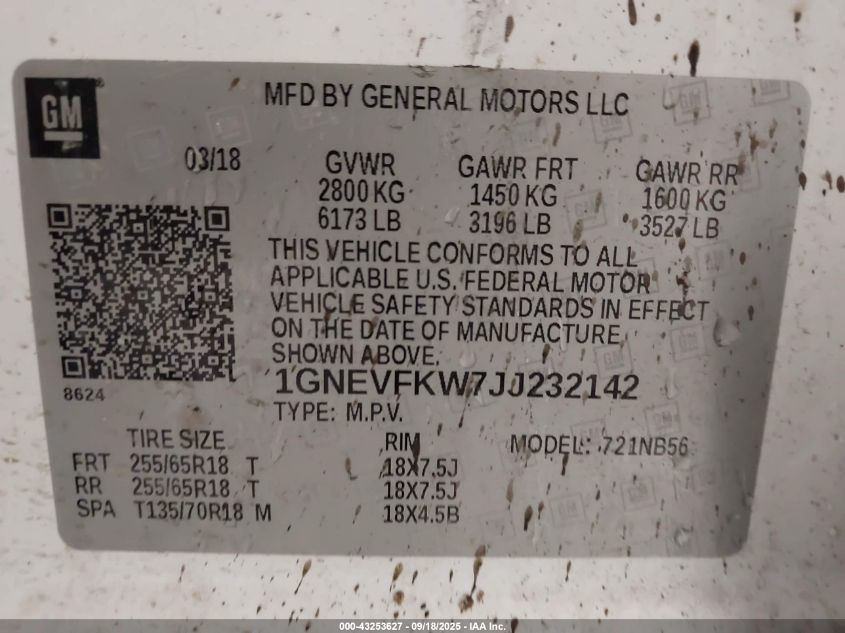 GM
MFD BY GENERAL MOTORS LLC
03/18 GVWR GAWR FRT GAWR RR
2800 KG 1450 KG 1600 KG
6173 LB 3196 LB 3527 LB
THIS VEHICLE CONFORMS TO ALL
APPLICABLE U.S. FEDERAL MOTOR
VEHICLE SAFETY STANDARDS IN EFFECT
ON THE DATE OF MANUFACTURE,
SHOWN ABOVE.
8624
1GNEVFKW7JJ232142
TYPE: M.P.V.
TIRE SIZE RIM MODEL: 721NB56
FRT 255/65R18 T 18X7.5J
RR 255/65R18 T 18X7.5J
SPA T135/70R18 M 18X4.5B
000-43253627 - 09/18/2025 - IAA Inc.